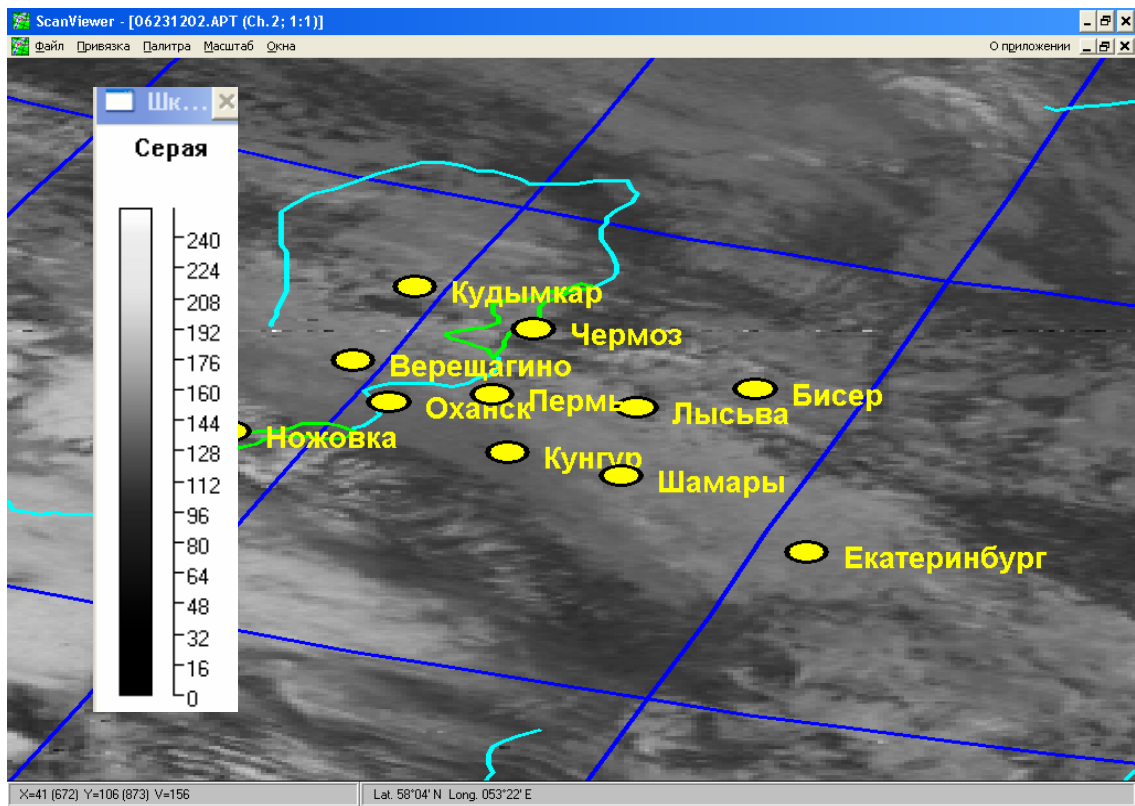 ScanViewer - [06231202.APT (Ch.2; 1:1)]
Файл Привязка Палитра Масштаб Окна О приложении
Шк...
Серая
240
224
208
192
176
160
144
128
112
96
80
64
48
32
16
0
Кудымкар
Чермоз
Верещагино
Бисер
Оханск
Пермь
Лысьва
Ножовка
Кунгур
Шамары
Екатеринбург
X=41 (672) Y=106 (873) V=156
Lat. 58°04' N Long. 053°22' E